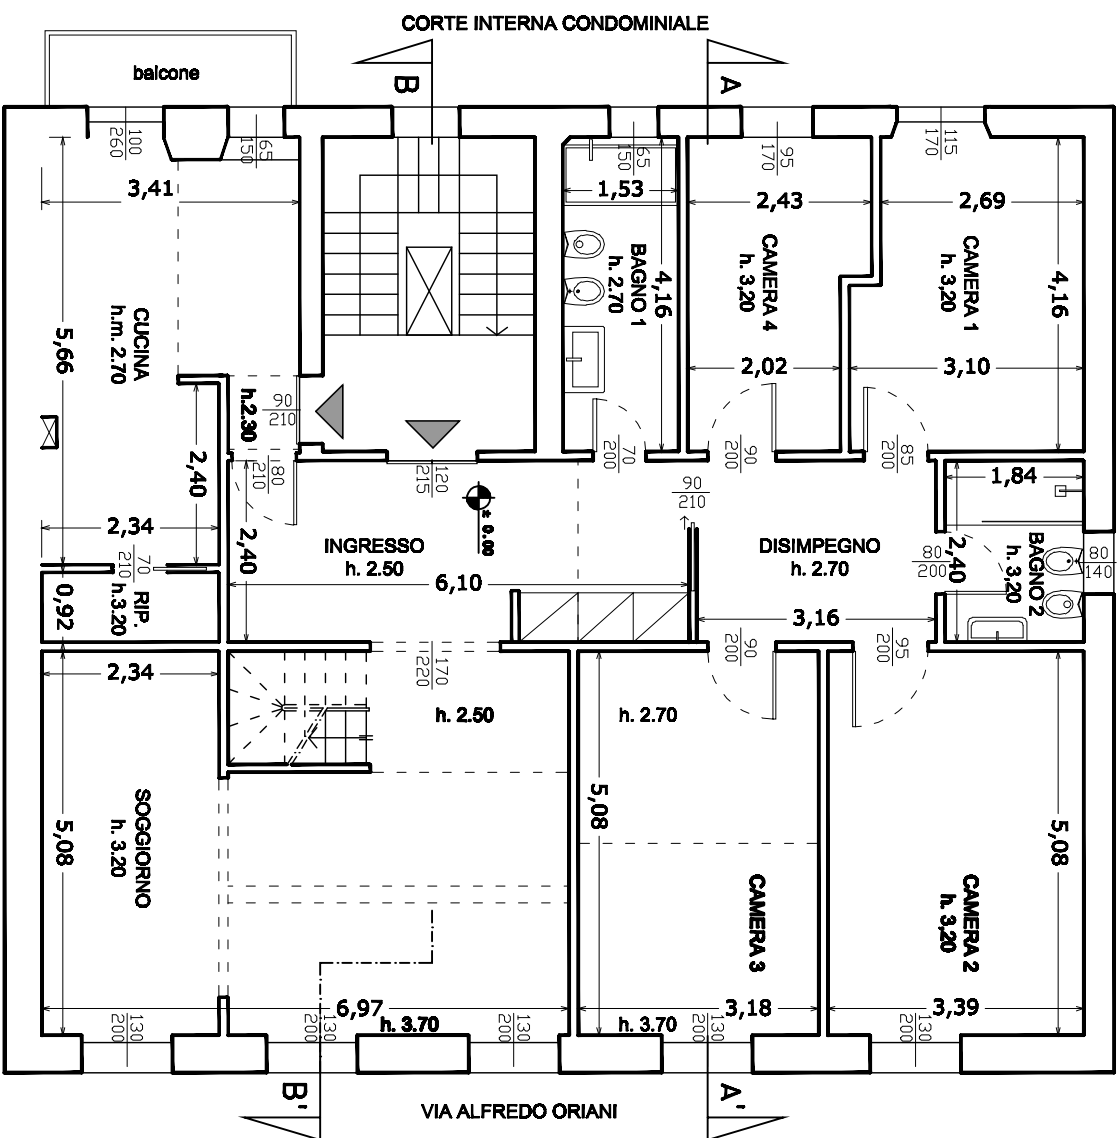 CORTE INTERNA CONDOMINIALE
balcone
B
A
100
260
65
150
65
150
95
170
115
170
3,41
1,53
2,43
2,69
CUCINA
h.m. 2.70
5,66
BAGNO 1
h. 2.70
4,16
CAMERA 4
h. 3,20
CAMERA 1
h. 3,20
4,16
2,02
3,10
h.2.30
90
210
80
210
120
215
70
200
90
200
85
200
2,40
2,34
2,40
± 0.00
90
210
1,84
INGRESSO
h. 2.50
6,10
DISIMPEGNO
h. 2.70
3,16
80
200
2,40
BAGNO 2
h. 3,20
80
140
70
210
0,92
RIP.
h.3.20
2,34
170
220
90
200
95
200
h. 2.50
h. 2.70
SOGGIORNO
h. 3.20
5,08
5,08
5,08
CAMERA 3
CAMERA 2
h. 3,20
6,97
h. 3.70
h. 3.70
3,18
3,39
130
200
130
200
130
200
130
200
130
200
B'
A'
VIA ALFREDO ORIANI